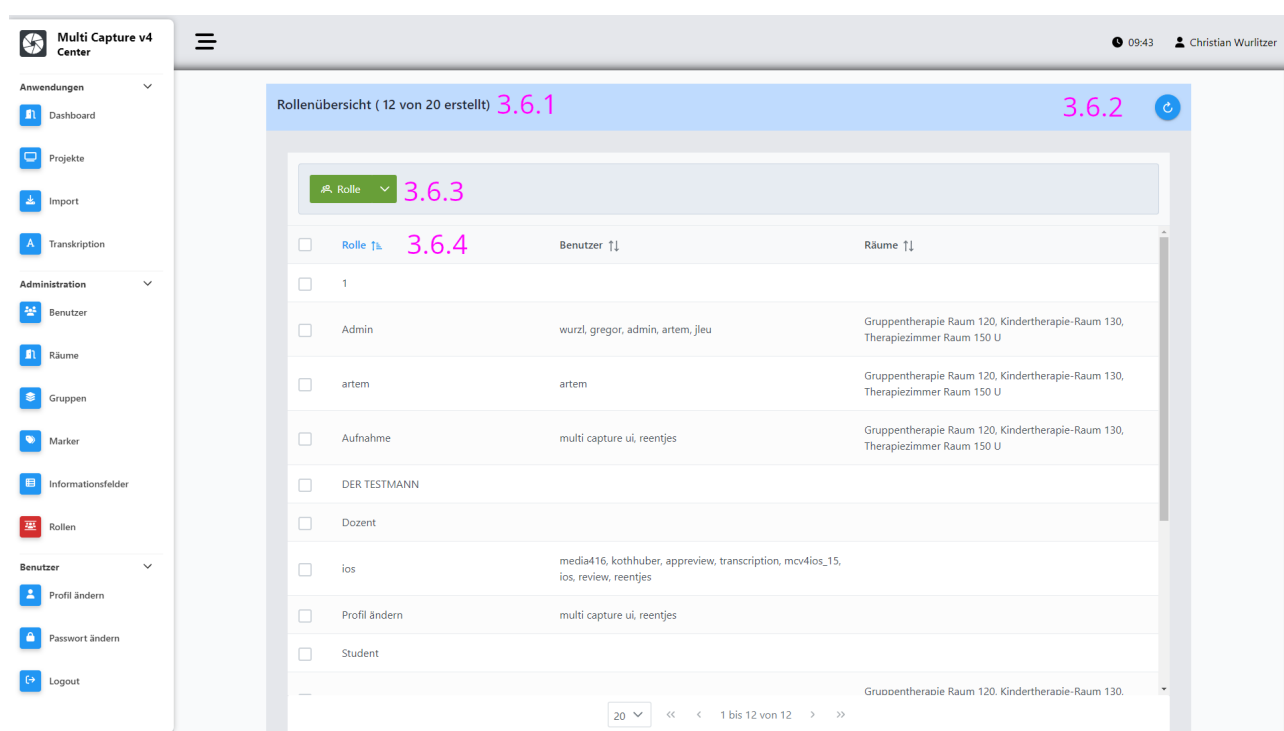 Multi Capture v4
Center
09:43
Christian Wurlitzer
Anwendungen
Dashboard
Projekte
Import
A Transkription
Administration
Benutzer
Räume
Gruppen
Marker
Informationsfelder
Rollen
Benutzer
Profil ändern
Passwort ändern
Logout
Rollenübersicht ( 12 von 20 erstellt) 3.6.1
3.6.2
Rolle 3.6.3
Rolle 3.6.4 Benutzer Räume
1
Admin wurzl, gregor, admin, artem, jleu Gruppentherapie Raum 120, Kindertherapie-Raum 130,
Therapiezimmer Raum 150 U
artem artem Gruppentherapie Raum 120, Kindertherapie-Raum 130,
Therapiezimmer Raum 150 U
Aufnahme multi capture ui, reentjes Gruppentherapie Raum 120, Kindertherapie-Raum 130,
Therapiezimmer Raum 150 U
DER TESTMANN
Dozent
ios media416, kothhuber, appreview, transcription, mcv4ios_15,
ios, review, reentjes
Profil ändern multi capture ui, reentjes
Student
Gruppentherapie Raum 120, Kindertherapie-Raum 130,
20 « ‹ 1 bis 12 von 12 › »